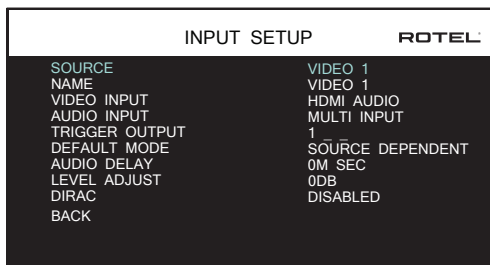 INPUT SETUP ROTEL
SOURCE VIDEO 1
NAME VIDEO 1
VIDEO INPUT HDMI AUDIO
AUDIO INPUT MULTI INPUT
TRIGGER OUTPUT 1 _ _
DEFAULT MODE SOURCE DEPENDENT
AUDIO DELAY 0M SEC
LEVEL ADJUST 0DB
DIRAC DISABLED
BACK